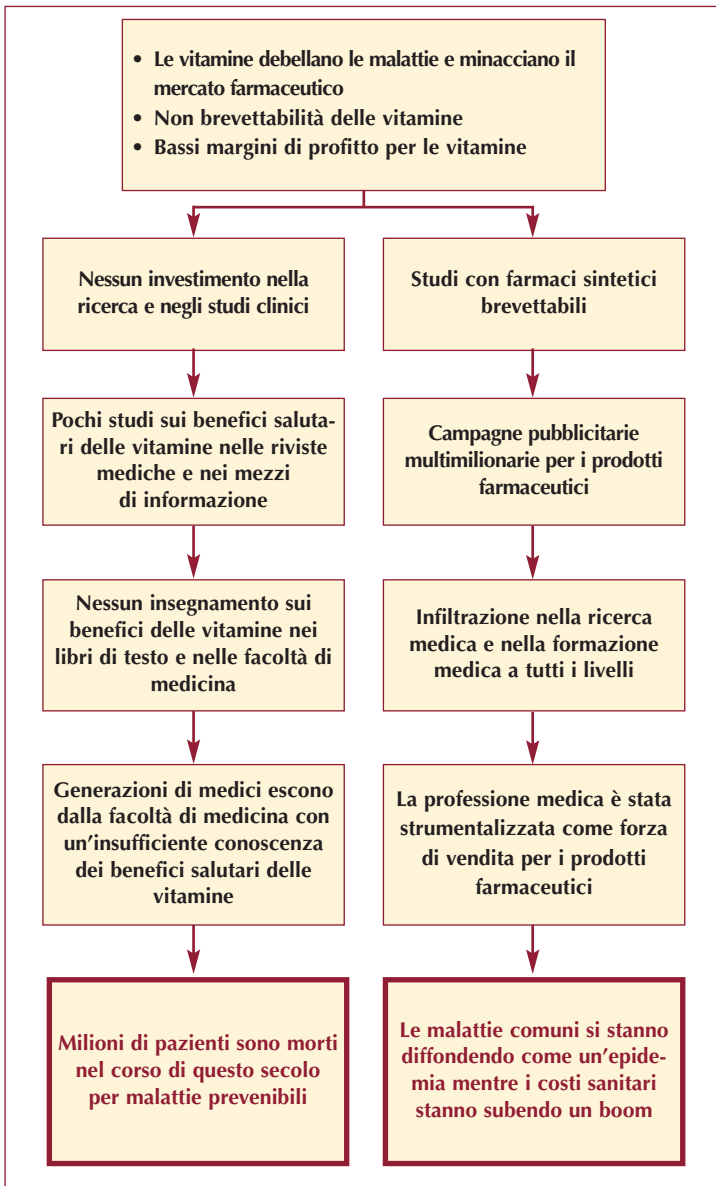 • Le vitamine debellano le malattie e minacciano il
mercato farmaceutico
• Non brevettabilità delle vitamine
• Bassi margini di profitto per le vitamine
Nessun investimento nella
ricerca e negli studi clinici
Pochi studi sui benefici saluta-
ri delle vitamine nelle riviste
mediche e nei mezzi
di informazione
Nessun insegnamento sui
benefici delle vitamine nei
libri di testo e nelle facoltà di
medicina
Generazioni di medici escono
dalla facoltà di medicina con
un'insufficiente conoscenza
dei benefici salutari delle
vitamine
Milioni di pazienti sono morti
nel corso di questo secolo
per malattie prevenibili
Studi con farmaci sintetici
brevettabili
Campagne pubblicitarie
multimilionarie per i prodotti
farmaceutici
Infiltrazione nella ricerca
medica e nella formazione
medica a tutti i livelli
La professione medica è stata
strumentalizzata come forza
di vendita per i prodotti
farmaceutici
Le malattie comuni si stanno
diffondendo come un'epide-
mia mentre i costi sanitari
stanno subendo un boom